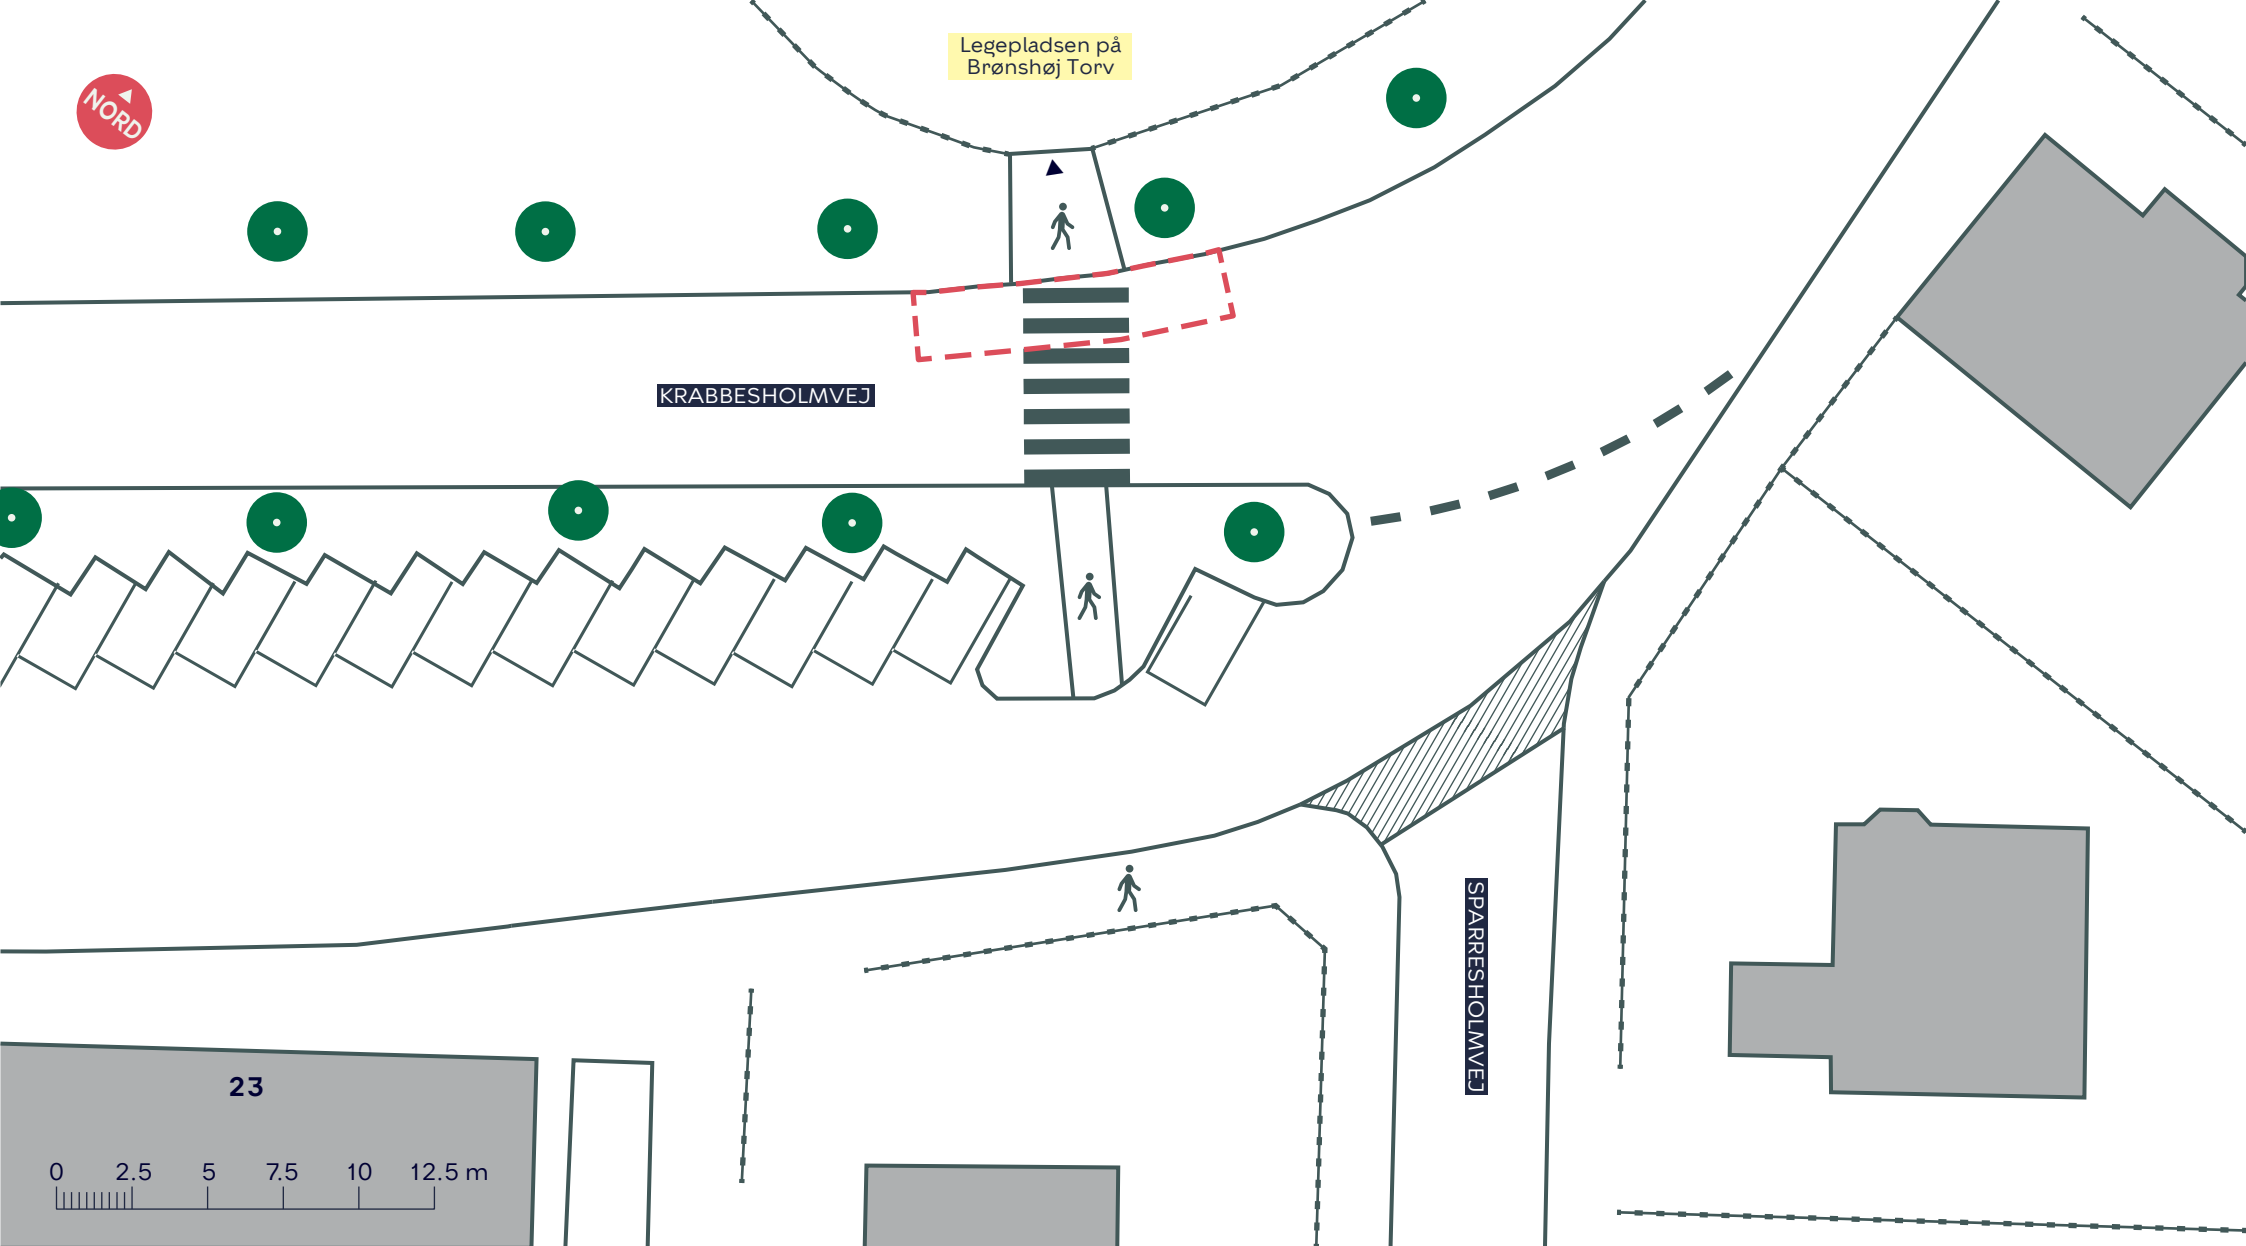 Legepladsen på
Brønshøj Torv
NORD
KRABBESHOLMVEJ
SPARRESHOLMVEJ
23
0 2.5 5 7.5 10 12.5 m